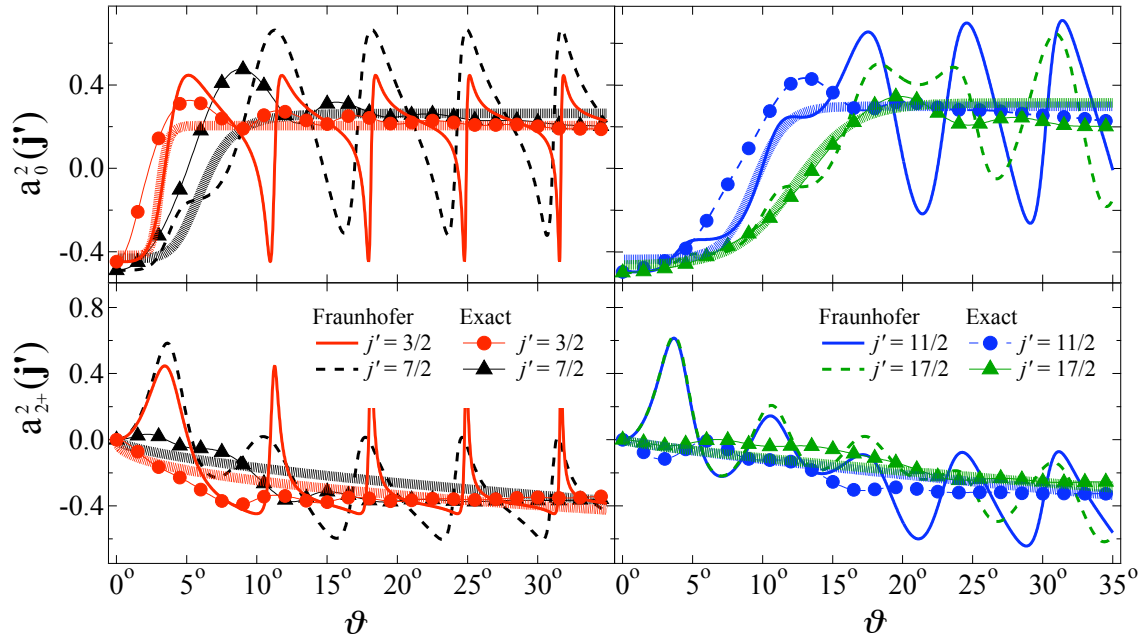 a₀²(j')
0.4
0.0
-0.4
a²₂₊(j')
0.8
0.4
0.0
-0.4
Fraunhofer Exact
j' = 3/2 j' = 3/2
j' = 7/2 j' = 7/2
Fraunhofer Exact
j' = 11/2 j' = 11/2
j' = 17/2 j' = 17/2
0° 5° 10° 15° 20° 25° 30° 0° 5° 10° 15° 20° 25° 30° 35°
ϑ ϑ